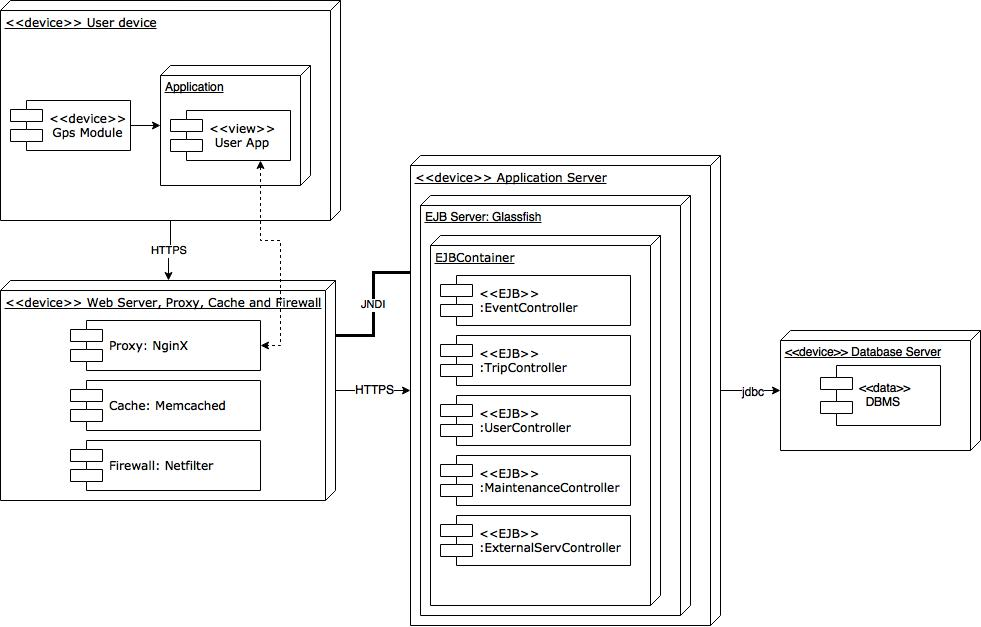 <<device>> User device
Application
<<device>>
Gps Module
<<view>>
User App
HTTPS
<<device>> Web Server, Proxy, Cache and Firewall
Proxy: NginX
Cache: Memcached
Firewall: Netfilter
JNDI
HTTPS
<<device>> Application Server
EJB Server: Glassfish
EJBContainer
<<EJB>>
:EventController
<<EJB>>
:TripController
<<EJB>>
:UserController
<<EJB>>
:MaintenanceController
<<EJB>>
:ExternalServController
jdbc
<<device>> Database Server
<<data>>
DBMS